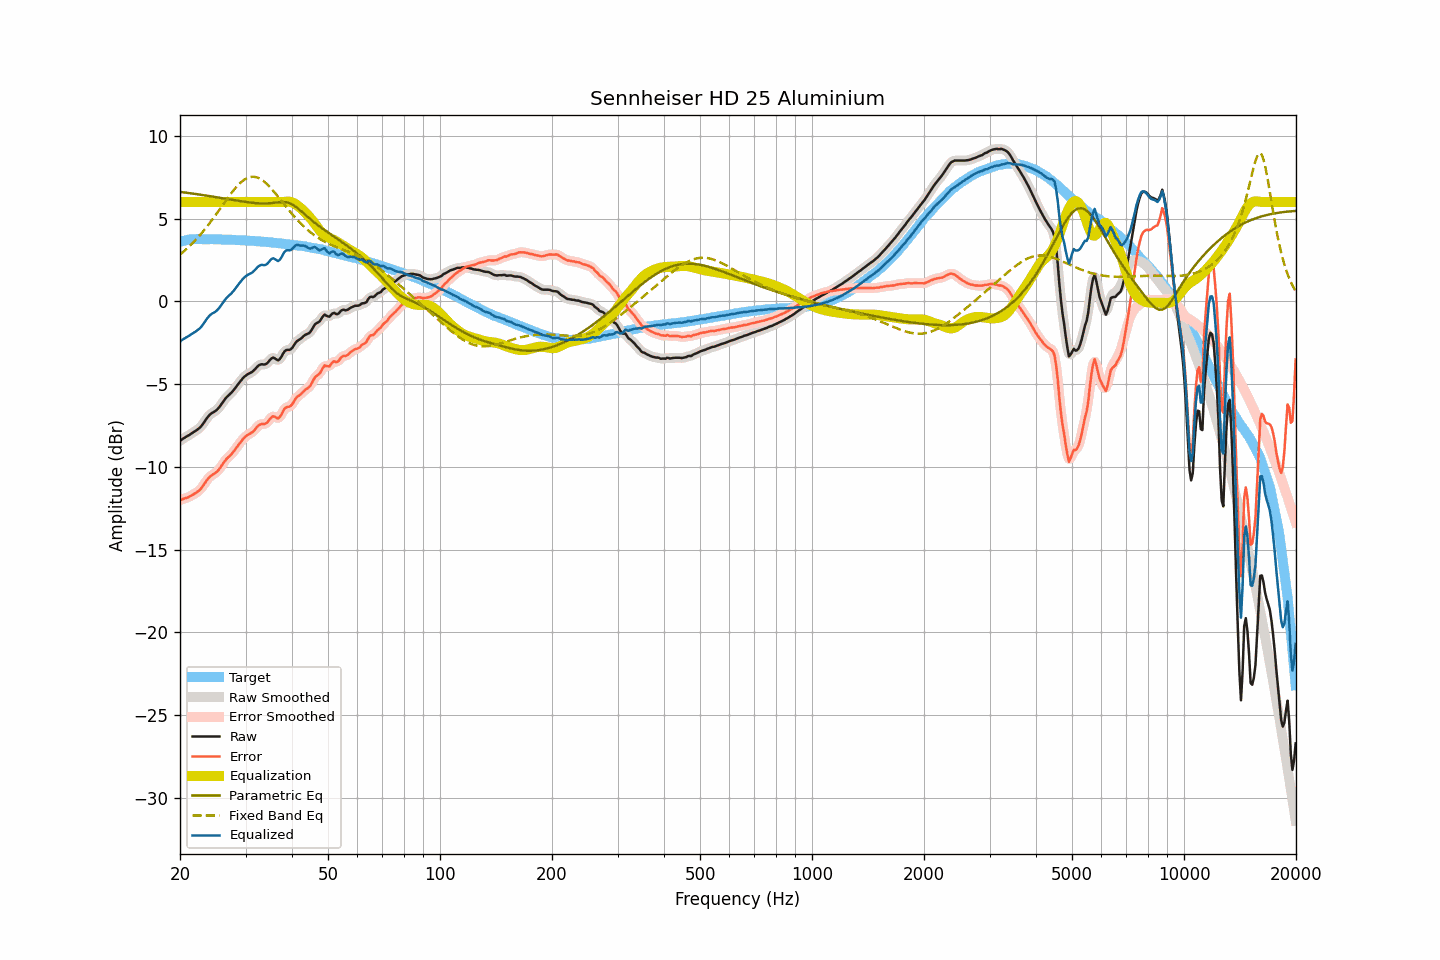 Sennheiser HD 25 Aluminium
10
5
0
−5
−10
−15
−20
−25
−30
Amplitude (dBr)
Target
Raw Smoothed
Error Smoothed
Raw
Error
Equalization
Parametric Eq
Fixed Band Eq
Equalized
20 50 100 200 500 1000 2000 5000 10000 20000
Frequency (Hz)